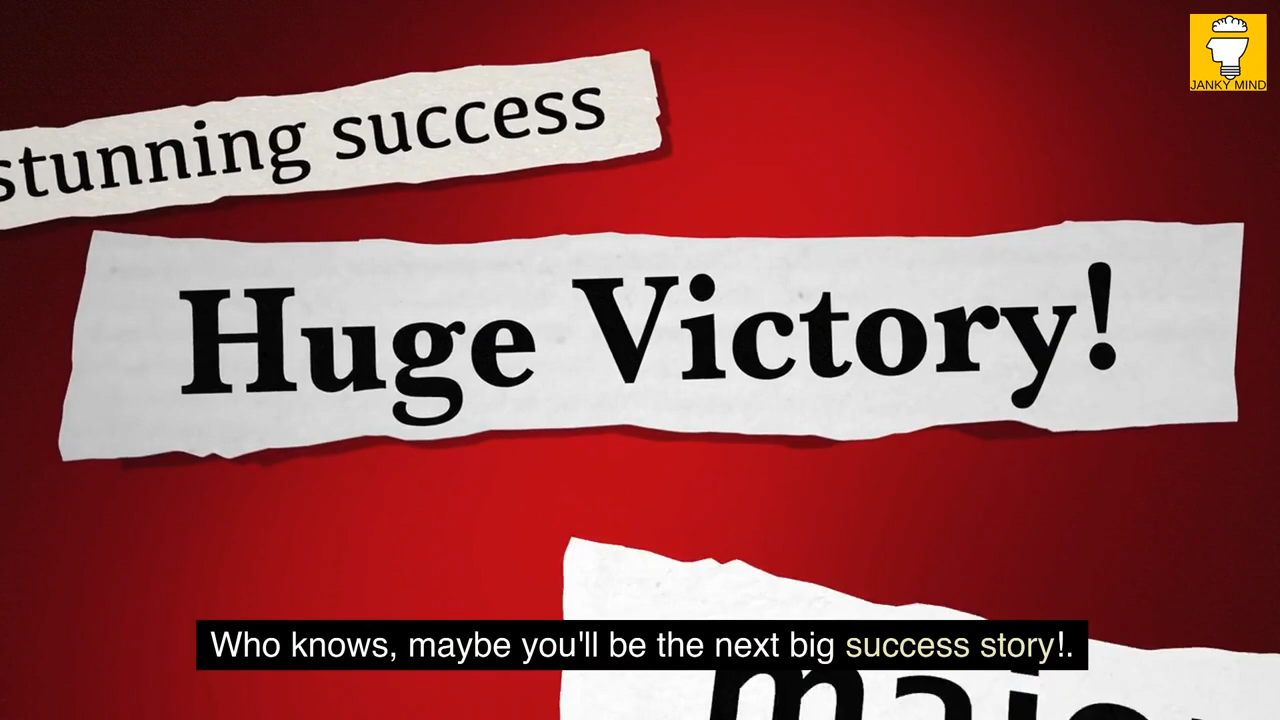 JANKY MIND
stunning success
Huge Victory!
Who knows, maybe you'll be the next big success story!.